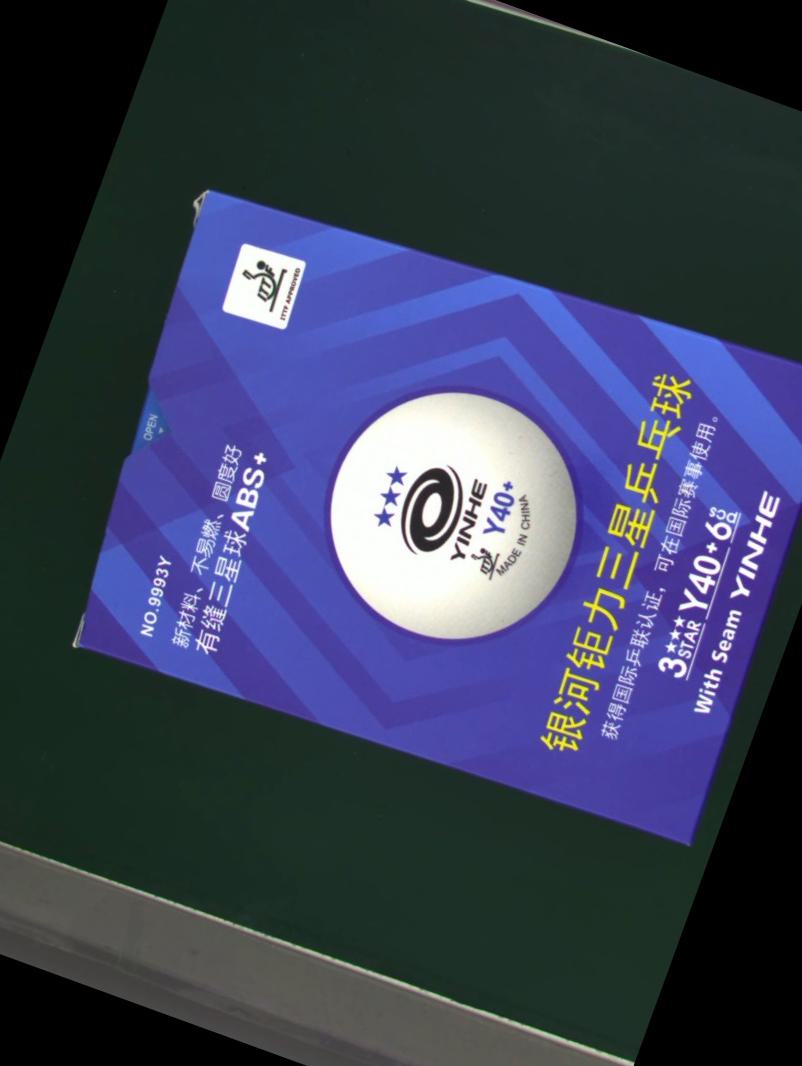 ITTF
ITTF APPROVED
OPEN
NO.9993Y
新材料、不易燃、圆度好
有缝三星球ABS+
YINHE
Y40+
MADE IN CHINA
银河钜力三星乒乓球
获得国际乒联认证，可在国际赛事使用。
3★★★STAR Y40+6
With Seam YINHE